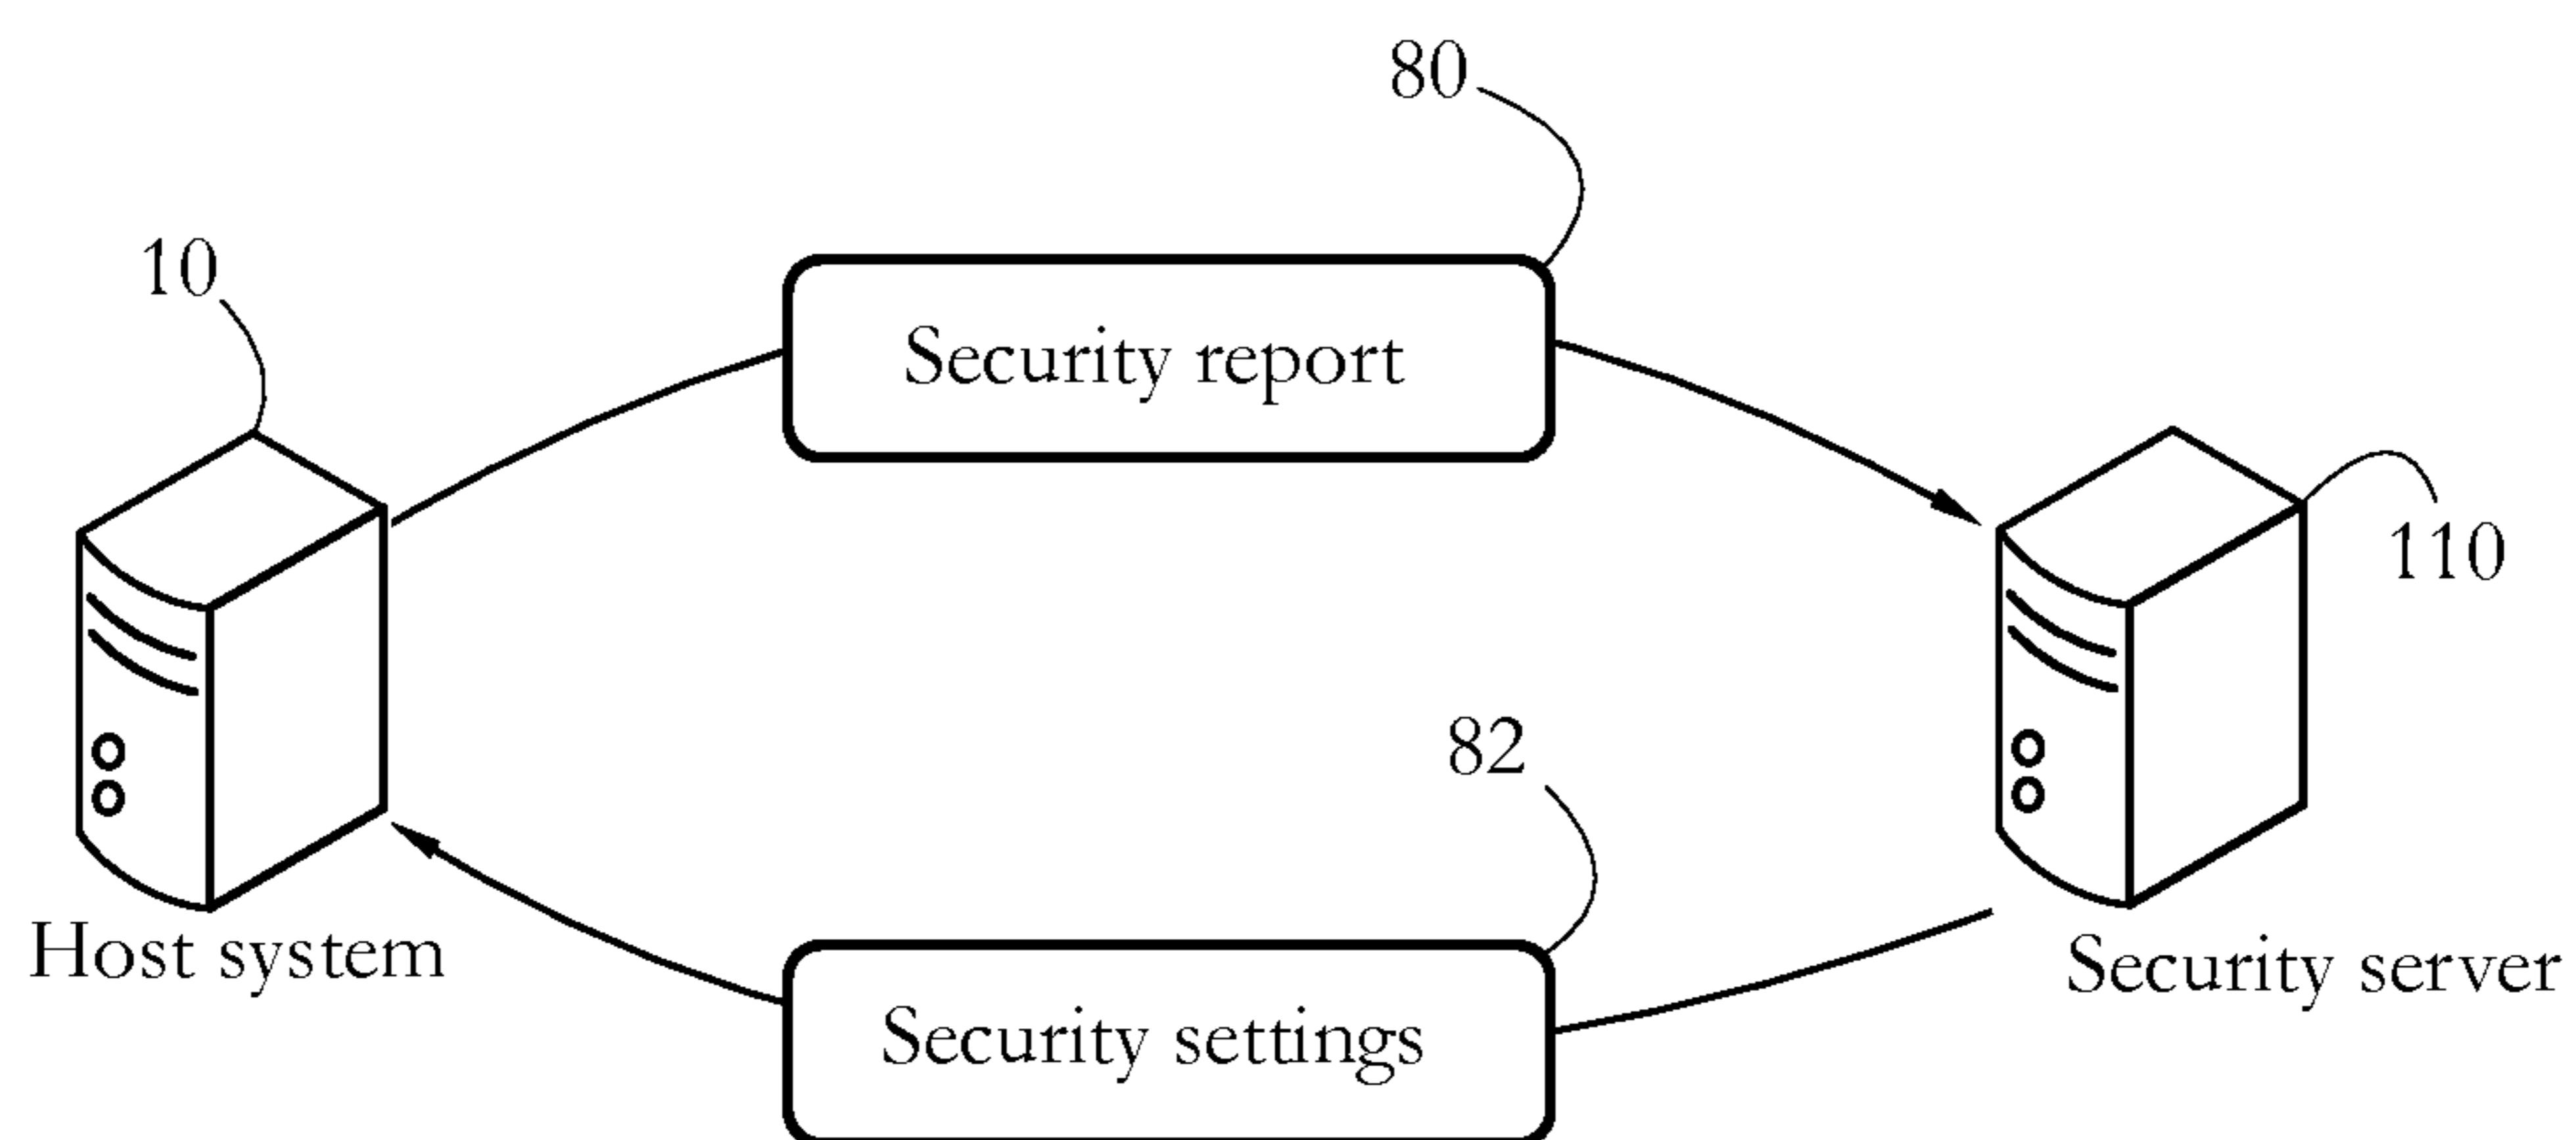 80
10
Security report
110
82
Host system
Security server
Security settings